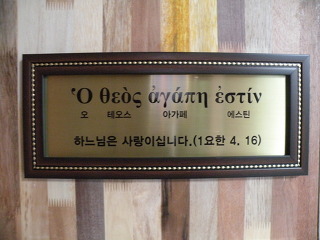 Ὁ θεὸς ἀγάπη ἐστίν
오 테오스 아가페 에스틴
하느님은 사랑이십니다.(1요한 4, 16)